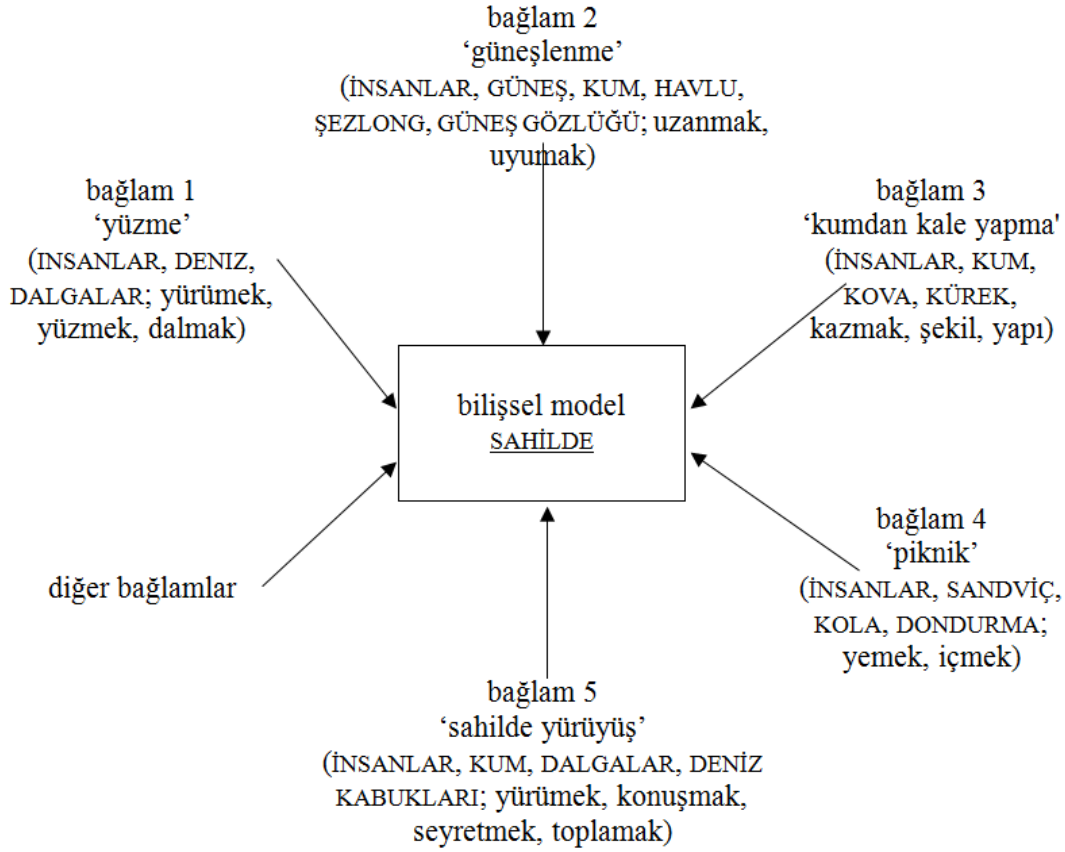 bağlam 2
‘güneşlenme’
(İNSANLAR, GÜNEŞ, KUM, HAVLU,
ŞEZLONG, GÜNEŞ GÖZLÜĞÜ; uzanmak,
uyumak)
bağlam 1
‘yüzme’
(INSANLAR, DENIZ,
DALGALAR; yürümek,
yüzmek, dalmak)
bağlam 3
‘kumdan kale yapma'
(İNSANLAR, KUM,
KOVA, KÜREK,
kazmak, şekil, yapı)
bilişsel model
SAHİLDE
bağlam 4
‘piknik’
(İNSANLAR, SANDVİÇ,
KOLA, DONDURMA;
yemek, içmek)
diğer bağlamlar
bağlam 5
‘sahilde yürüyüş’
(İNSANLAR, KUM, DALGALAR, DENİZ
KABUKLARI; yürümek, konuşmak,
seyretmek, toplamak)